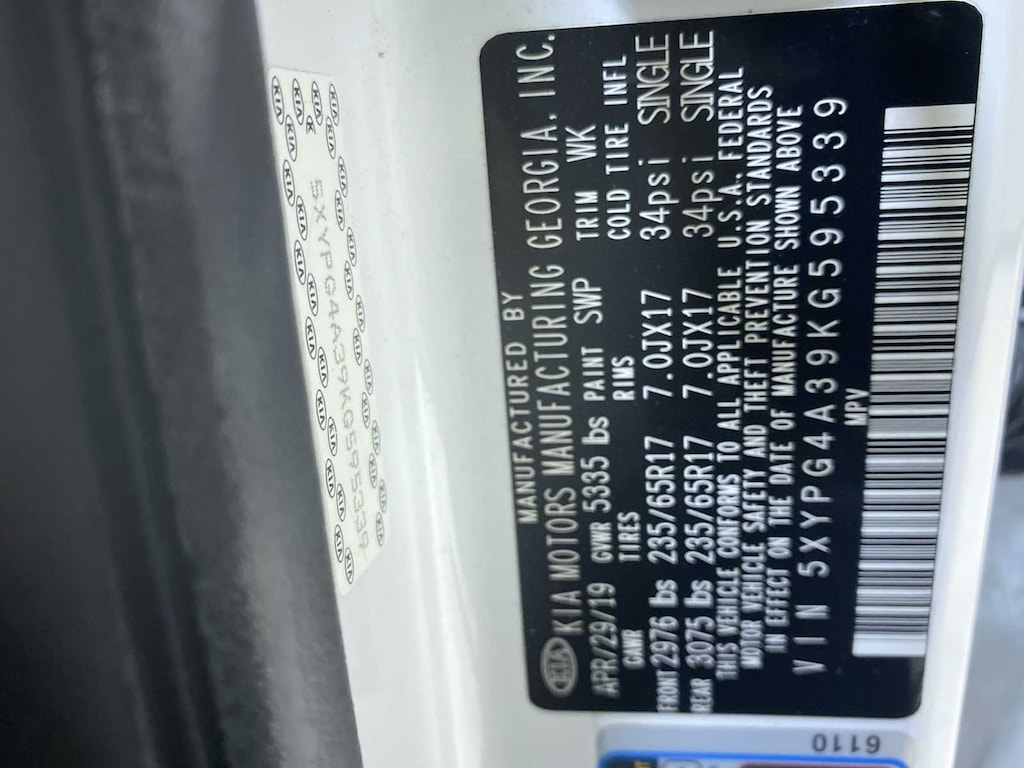 MANUFACTURED BY
KIA KIA MOTORS MANUFACTURING GEORGIA, INC.
APR/29/19 GVWR 5335 lbs PAINT SWP TRIM WK
GAWR TIRES RIMS COLD TIRE INFL
FRONT 2976 lbs 235/65R17 7.0JX17 34psi SINGLE
REAR 3075 lbs 235/65R17 7.0JX17 34psi SINGLE
THIS VEHICLE CONFORMS TO ALL APPLICABLE U.S.A. FEDERAL
MOTOR VEHICLE SAFETY AND THEFT PREVENTION STANDARDS
IN EFFECT ON THE DATE OF MANUFACTURE SHOWN ABOVE
VIN 5XYPG4A39KG595339
MPV
5XYPG4A39KG595339
6110